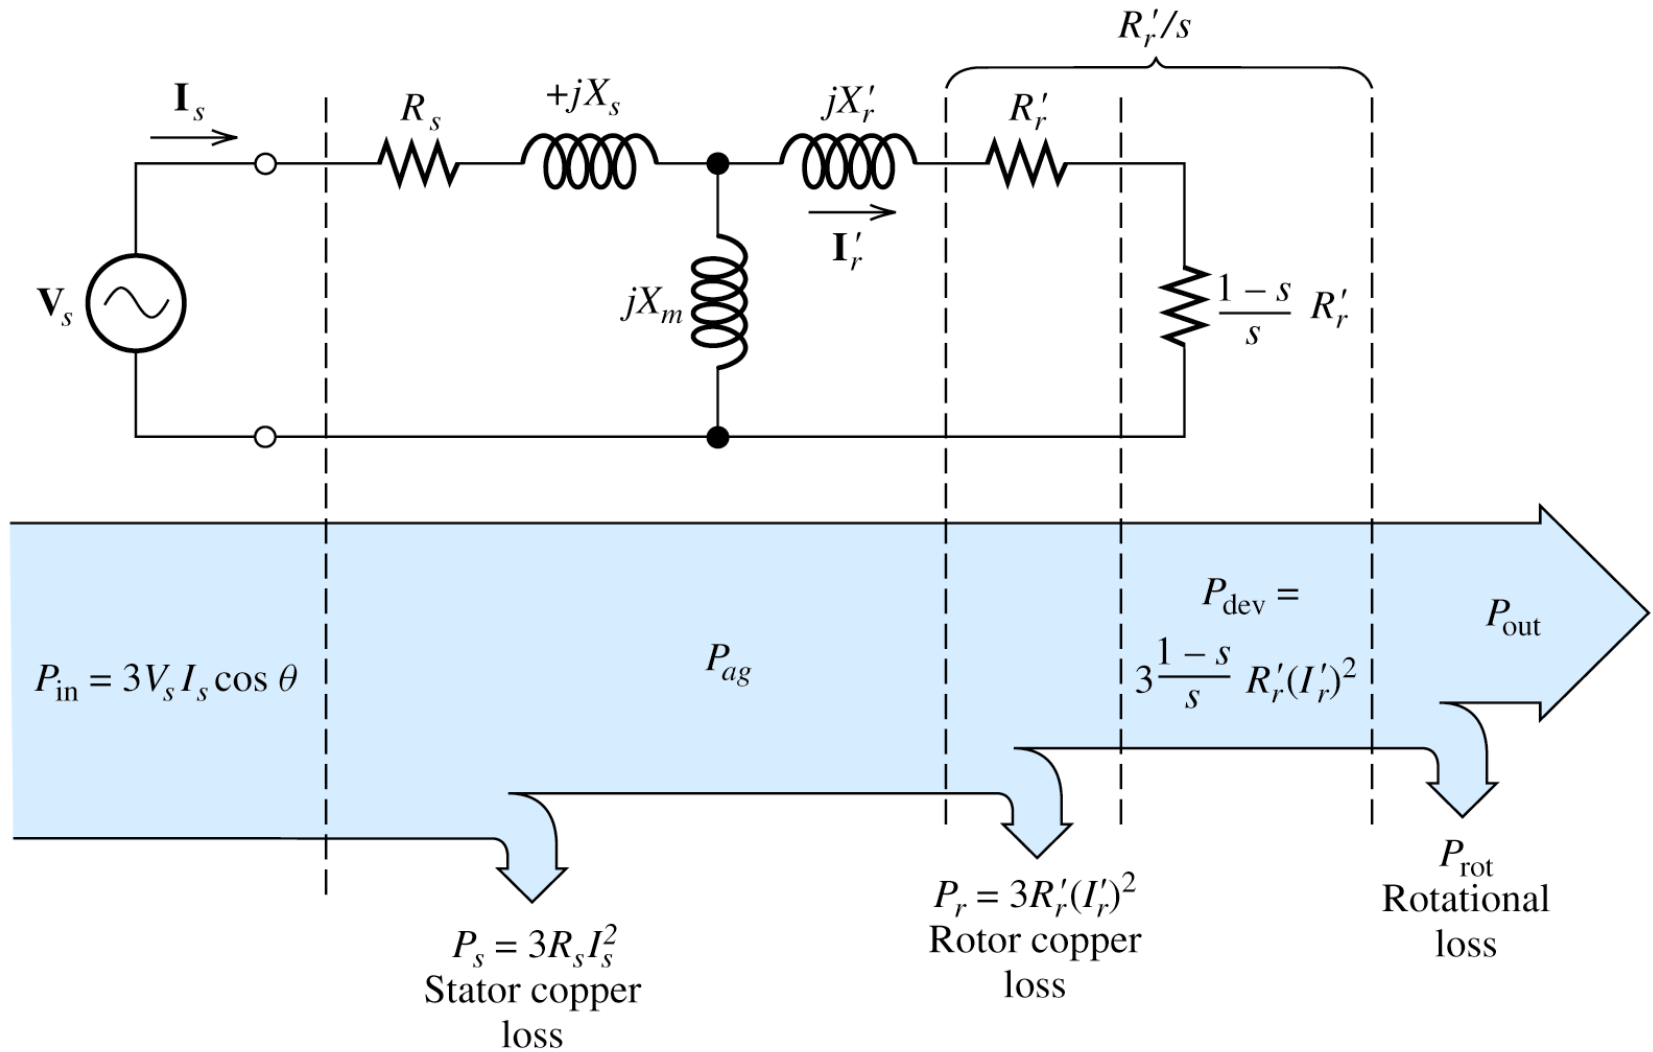 R′r/s
Is
Rs
+jXs
jX′r
R′r
I′r
Vs
jXm
1 − s
s
R′r
Pdev =
Pout
Pin = 3VsIs cos θ
Pag
3 1 − s
s
R′r(I′r)²
Prot
Rotational
loss
Pr = 3R′r(I′r)²
Rotor copper
loss
Ps = 3RsIs²
Stator copper
loss